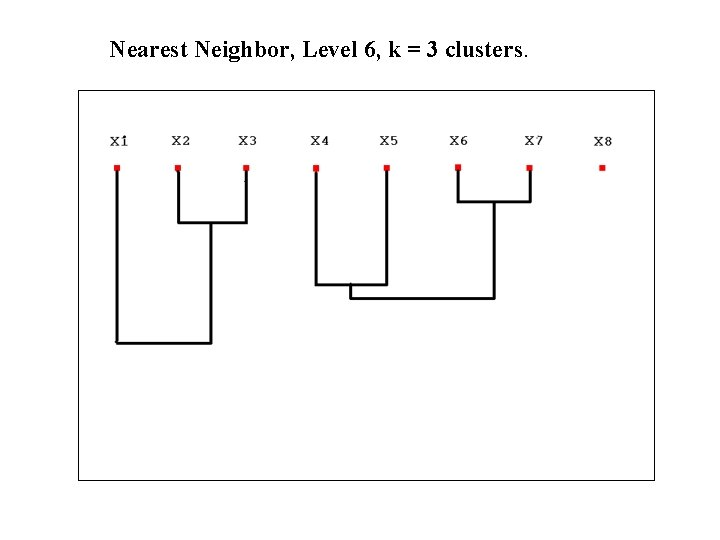 Nearest Neighbor, Level 6, k = 3 clusters.
X1 X2 X3 X4 X5 X6 X7 X8